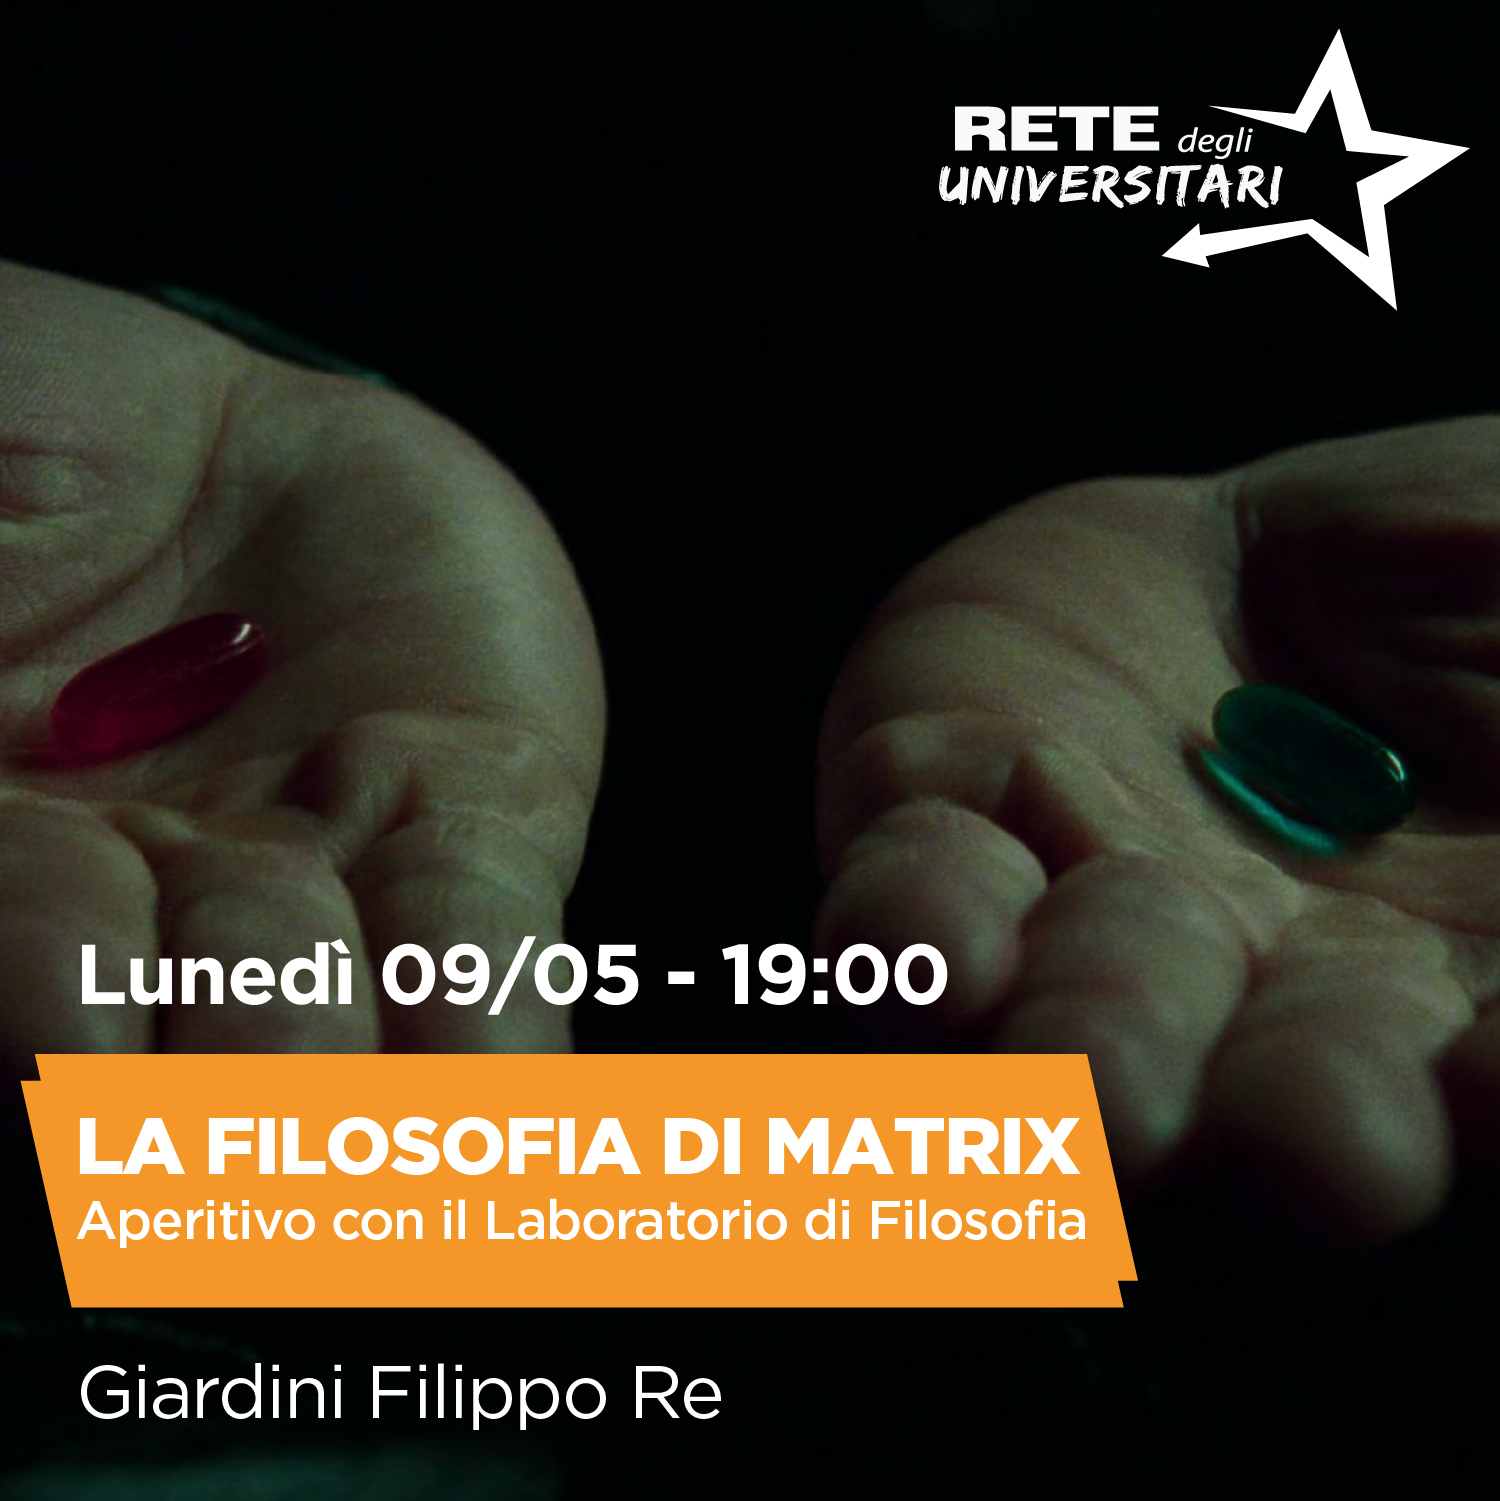 RETE degli
UNIVERSITARI
Lunedì 09/05 - 19:00
LA FILOSOFIA DI MATRIX
Aperitivo con il Laboratorio di Filosofia
Giardini Filippo Re